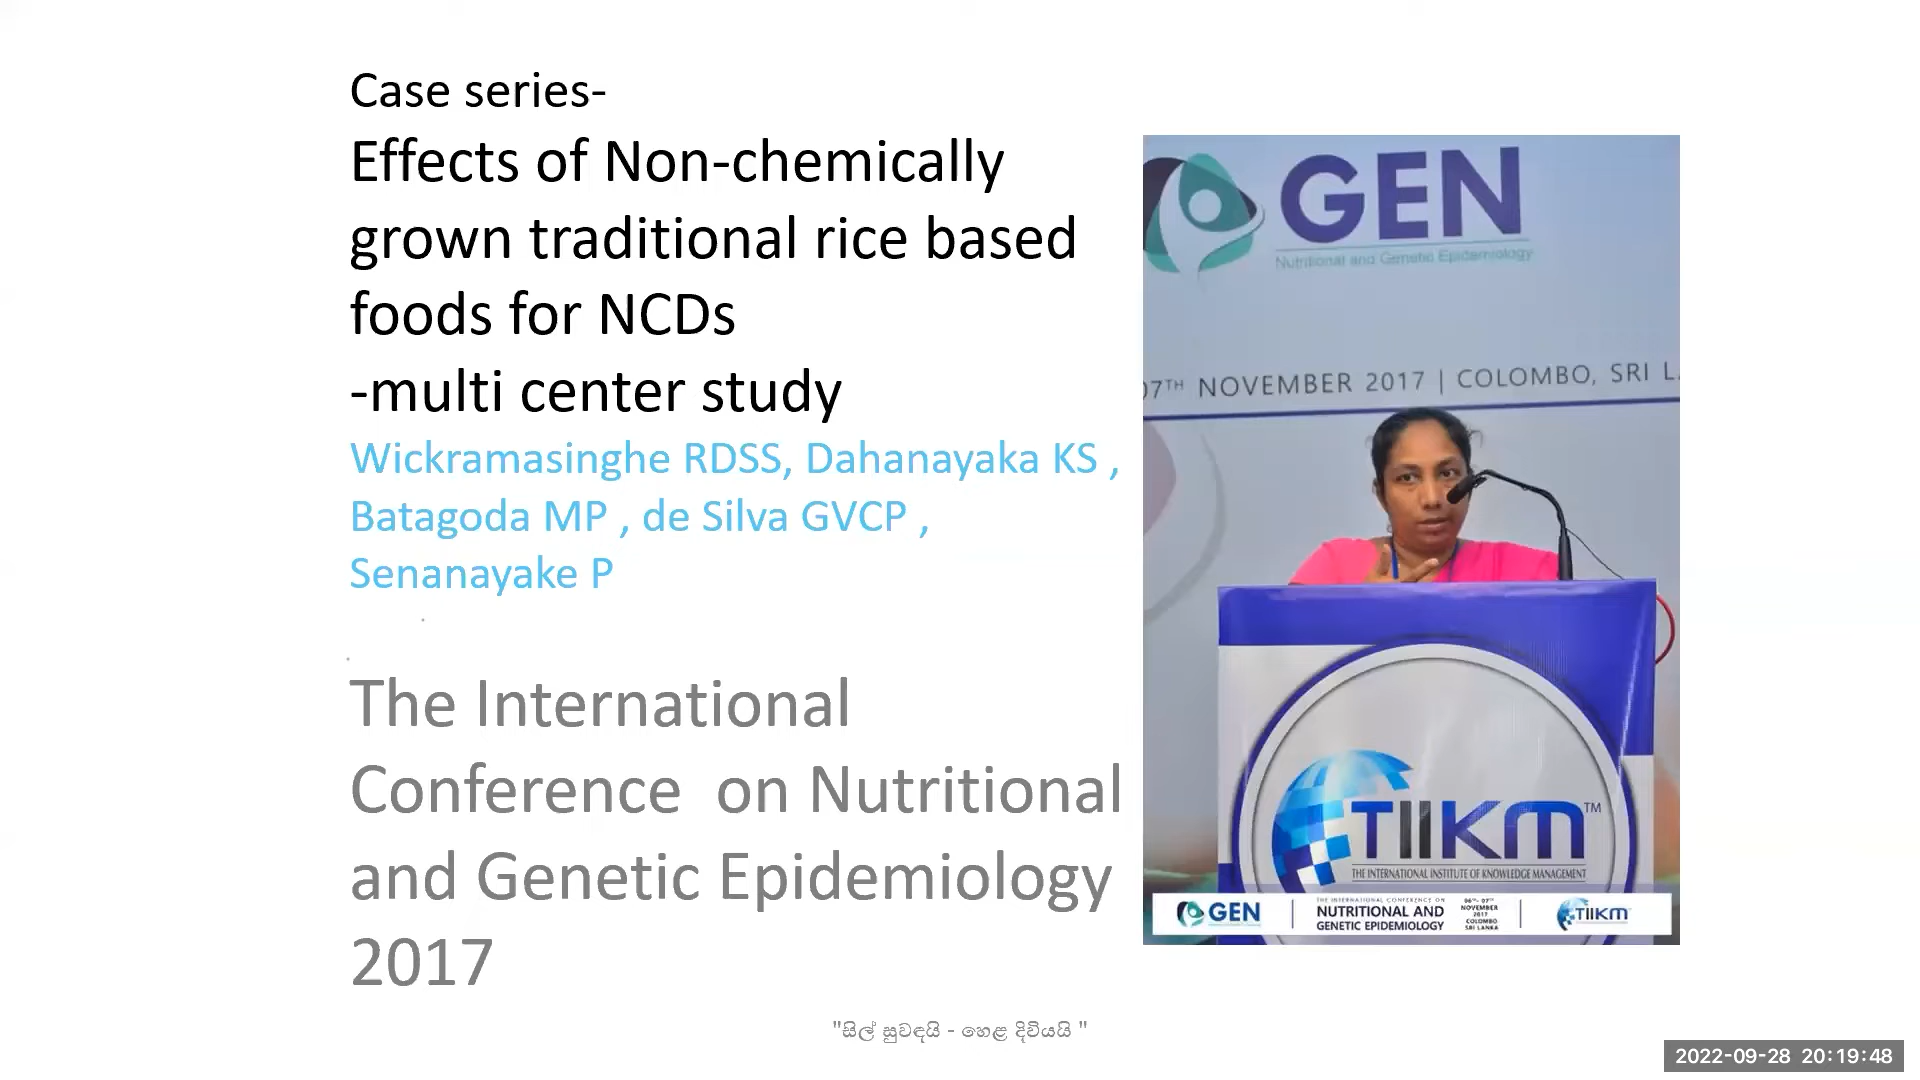 Case series-
Effects of Non-chemically
grown traditional rice based
foods for NCDs
-multi center study
Wickramasinghe RDSS, Dahanayaka KS ,
Batagoda MP , de Silva GVCP ,
Senanayake P
The International
Conference  on Nutritional
and Genetic Epidemiology
2017
GEN
Nutritional and Genetic Epidemiology
07TH NOVEMBER 2017 | COLOMBO, SRI L
TIIKM TM
THE INTERNATIONAL INSTITUTE OF KNOWLEDGE MANAGEMENT
GEN
THE INTERNATIONAL CONFERENCE ON
NUTRITIONAL AND
GENETIC EPIDEMIOLOGY
06TH- 07TH
NOVEMBER
2017
COLOMBO
SRI LANKA
TIIKM
"සිල් සුවඳයි - හෙළ දිවියයි "
2022-09-28 20:19:48